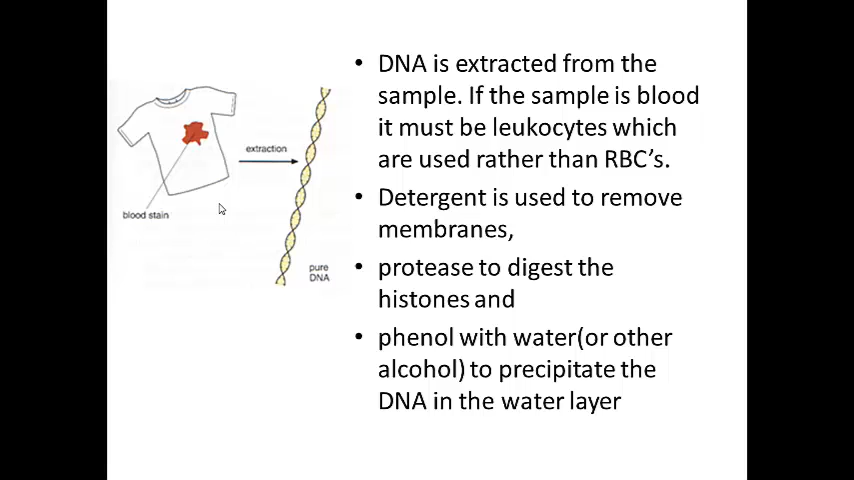 • DNA is extracted from the
sample. If the sample is blood
it must be leukocytes which
are used rather than RBC’s.
• Detergent is used to remove
membranes,
• protease to digest the
histones and
• phenol with water(or other
alcohol) to precipitate the
DNA in the water layer
extraction
blood stain
pure
DNA